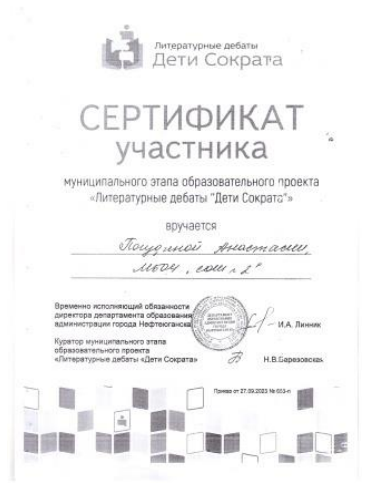 Литературные дебаты
Дети Сократа
СЕРТИФИКАТ
участника
муниципального этапа образовательного проекта
«Литературные дебаты "Дети Сократа"»
вручается
Анастасии,
МБОУ „СОШ № 2"
Временно исполняющий обязанности
директора департамента образования
администрации города Нефтеюганска
И.А. Линник
Куратор муниципального этапа
образовательного проекта
«Литературные дебаты «Дети Сократа»
Н.В.Березовская
Приказ от 27.09.2023 № 653-п